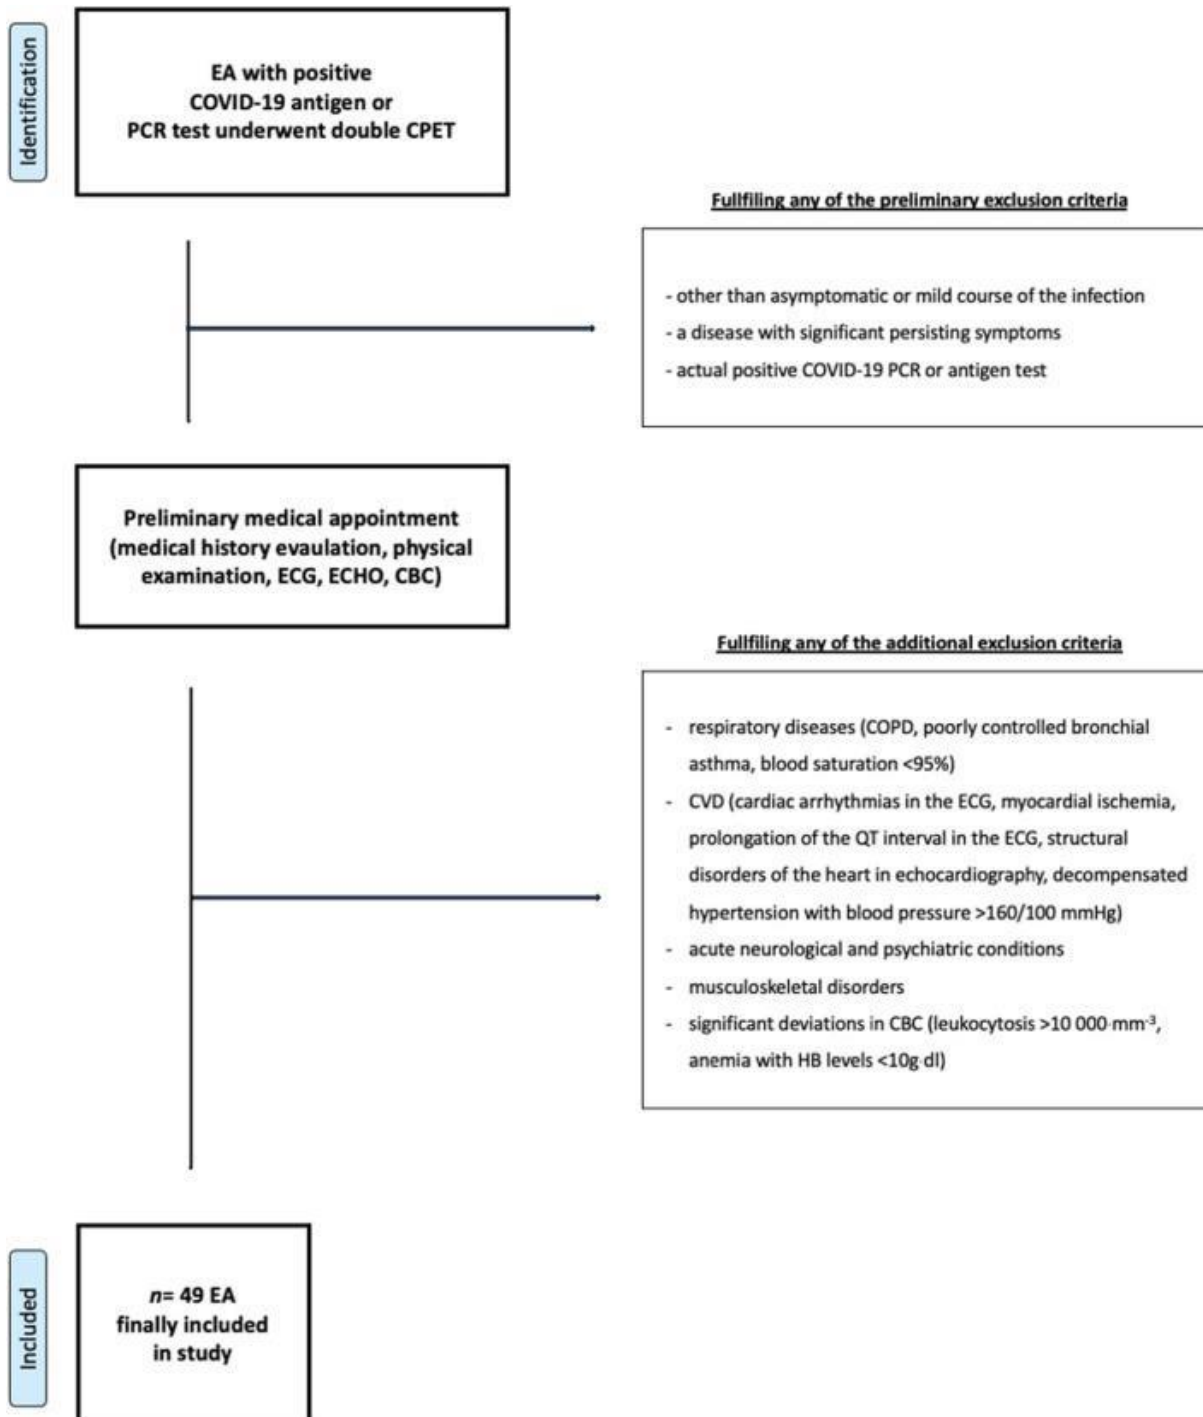 Identification
EA with positive
COVID-19 antigen or
PCR test underwent double CPET
Fullfiling any of the preliminary exclusion criteria
- other than asymptomatic or mild course of the infection
- a disease with significant persisting symptoms
- actual positive COVID-19 PCR or antigen test
Preliminary medical appointment
(medical history evaulation, physical
examination, ECG, ECHO, CBC)
Fullfiling any of the additional exclusion criteria
- respiratory diseases (COPD, poorly controlled bronchial
asthma, blood saturation <95%)
- CVD (cardiac arrhythmias in the ECG, myocardial ischemia,
prolongation of the QT interval in the ECG, structural
disorders of the heart in echocardiography, decompensated
hypertension with blood pressure >160/100 mmHg)
- acute neurological and psychiatric conditions
- musculoskeletal disorders
- significant deviations in CBC (leukocytosis >10 000·mm⁻³,
anemia with HB levels <10g·dl)
Included
n= 49 EA
finally included
in study